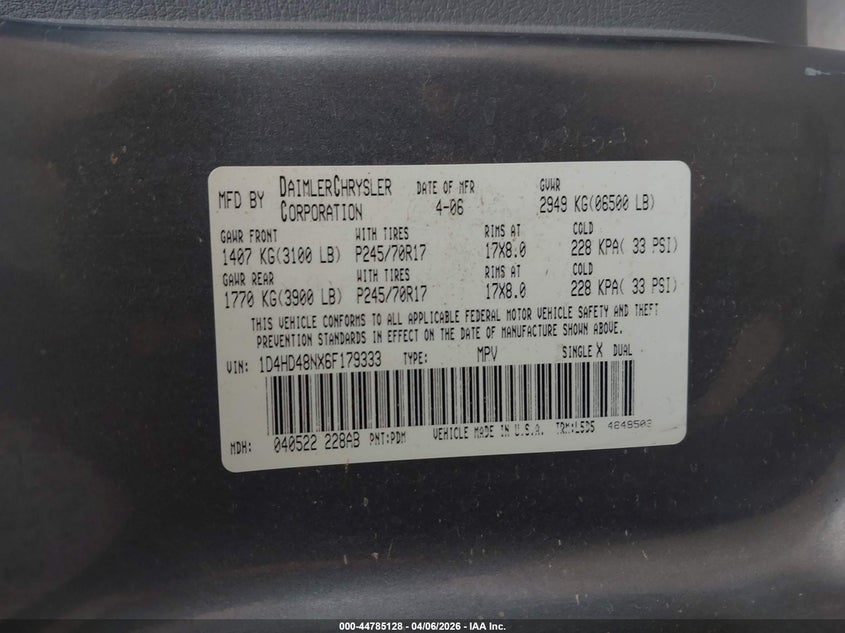 MFD BY DAIMLERCHRYSLER CORPORATION DATE OF MFR 4-06 GVWR 2949 KG(06500 LB)
GAWR FRONT WITH TIRES RIMS AT COLD
1407 KG(3100 LB) P245/70R17 17X8.0 228 KPA( 33 PSI)
GAWR REAR WITH TIRES RIMS AT COLD
1770 KG(3900 LB) P245/70R17 17X8.0 228 KPA( 33 PSI)
THIS VEHICLE CONFORMS TO ALL APPLICABLE FEDERAL MOTOR VEHICLE SAFETY AND THEFT
PREVENTION STANDARDS IN EFFECT ON THE DATE OF MANUFACTURE SHOWN ABOVE.
VIN: 1D4HD48NX6F179333 TYPE: MPV SINGLE X DUAL
MDH: 040522 228AB PNT:PDM VEHICLE MADE IN U.S.A. TRM:L5D5 4848503
000-44785128 - 04/06/2026 - IAA Inc.